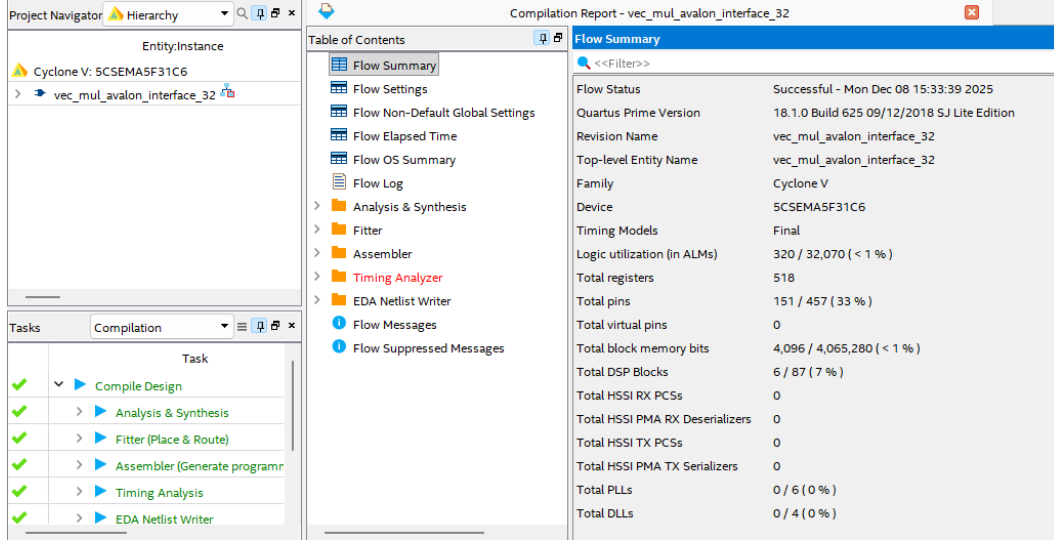 Project Navigator Hierarchy
Entity:Instance
Cyclone V: 5CSEMA5F31C6
vec_mul_avalon_interface_32
Tasks Compilation
Task
Compile Design
Analysis & Synthesis
Fitter (Place & Route)
Assembler (Generate programm
Timing Analysis
EDA Netlist Writer
Compilation Report - vec_mul_avalon_interface_32
Table of Contents
Flow Summary
Flow Settings
Flow Non-Default Global Settings
Flow Elapsed Time
Flow OS Summary
Flow Log
Analysis & Synthesis
Fitter
Assembler
Timing Analyzer
EDA Netlist Writer
Flow Messages
Flow Suppressed Messages
Flow Summary
<<Filter>>
Flow Status Successful - Mon Dec 08 15:33:39 2025
Quartus Prime Version 18.1.0 Build 625 09/12/2018 SJ Lite Edition
Revision Name vec_mul_avalon_interface_32
Top-level Entity Name vec_mul_avalon_interface_32
Family Cyclone V
Device 5CSEMA5F31C6
Timing Models Final
Logic utilization (in ALMs) 320 / 32,070 ( < 1 % )
Total registers 518
Total pins 151 / 457 ( 33 % )
Total virtual pins 0
Total block memory bits 4,096 / 4,065,280 ( < 1 % )
Total DSP Blocks 6 / 87 ( 7 % )
Total HSSI RX PCSs 0
Total HSSI PMA RX Deserializers 0
Total HSSI TX PCSs 0
Total HSSI PMA TX Serializers 0
Total PLLs 0 / 6 ( 0 % )
Total DLLs 0 / 4 ( 0 % )